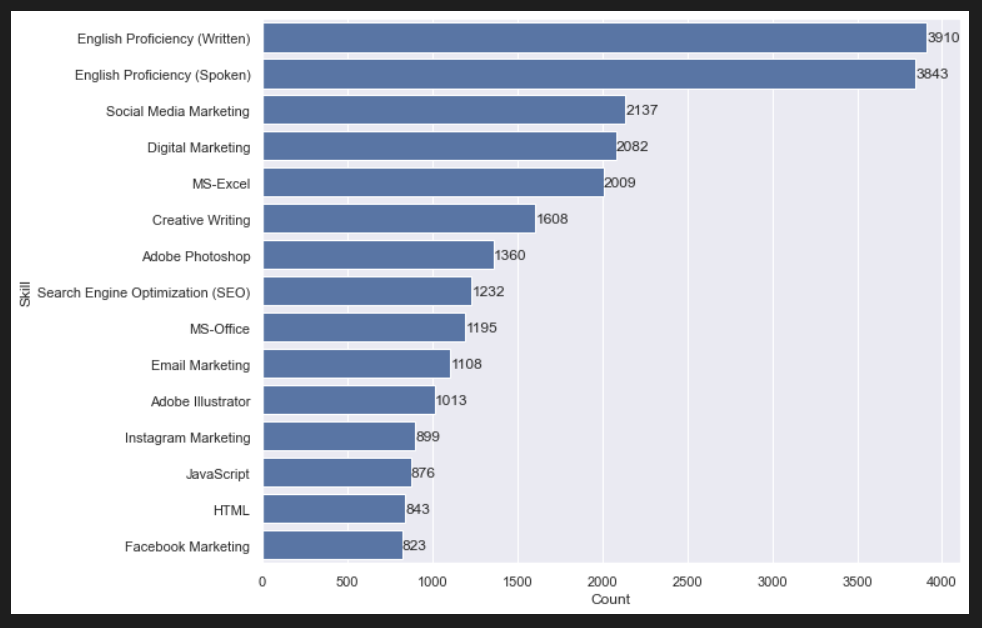 English Proficiency (Written) 3910
English Proficiency (Spoken) 3843
Social Media Marketing 2137
Digital Marketing 2082
MS-Excel 2009
Creative Writing 1608
Adobe Photoshop 1360
Search Engine Optimization (SEO) 1232
MS-Office 1195
Email Marketing 1108
Adobe Illustrator 1013
Instagram Marketing 899
JavaScript 876
HTML 843
Facebook Marketing 823
Skill
0 500 1000 1500 2000 2500 3000 3500 4000
Count